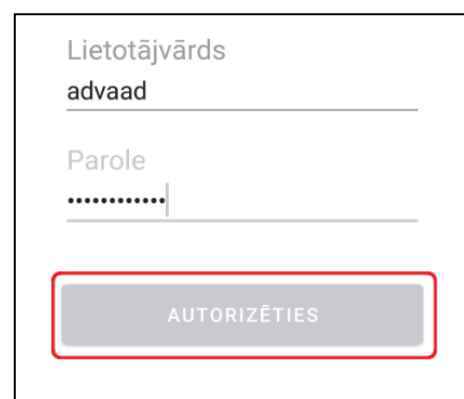 Lietotājvārds
advaad
Parole
••••••••••••
AUTORIZĒTIES